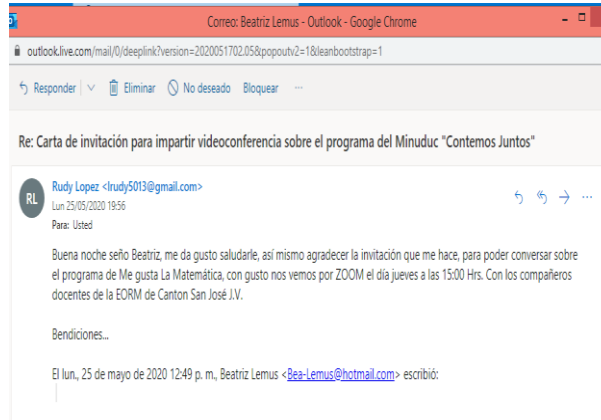 Correo: Beatriz Lemus - Outlook - Google Chrome
outlook.live.com/mail/0/deeplink?version=2020051702.05&popoutv2=1&leanbootstrap=1
Responder Eliminar No deseado Bloquear ...
Re: Carta de invitación para impartir videoconferencia sobre el programa del Minuduc "Contemos Juntos"
RL
Rudy Lopez <lrudy5013@gmail.com>
Lun 25/05/2020 19:56
Para: Usted
Buena noche seño Beatriz, me da gusto saludarle, así mismo agradecer la invitación que me hace, para poder conversar sobre
el programa de Me gusta La Matemática, con gusto nos vemos por ZOOM el día jueves a las 15:00 Hrs. Con los compañeros
docentes de la EORM de Canton San José J.V.
Bendiciones...
El lun., 25 de mayo de 2020 12:49 p. m., Beatriz Lemus <Bea-Lemus@hotmail.com> escribió: